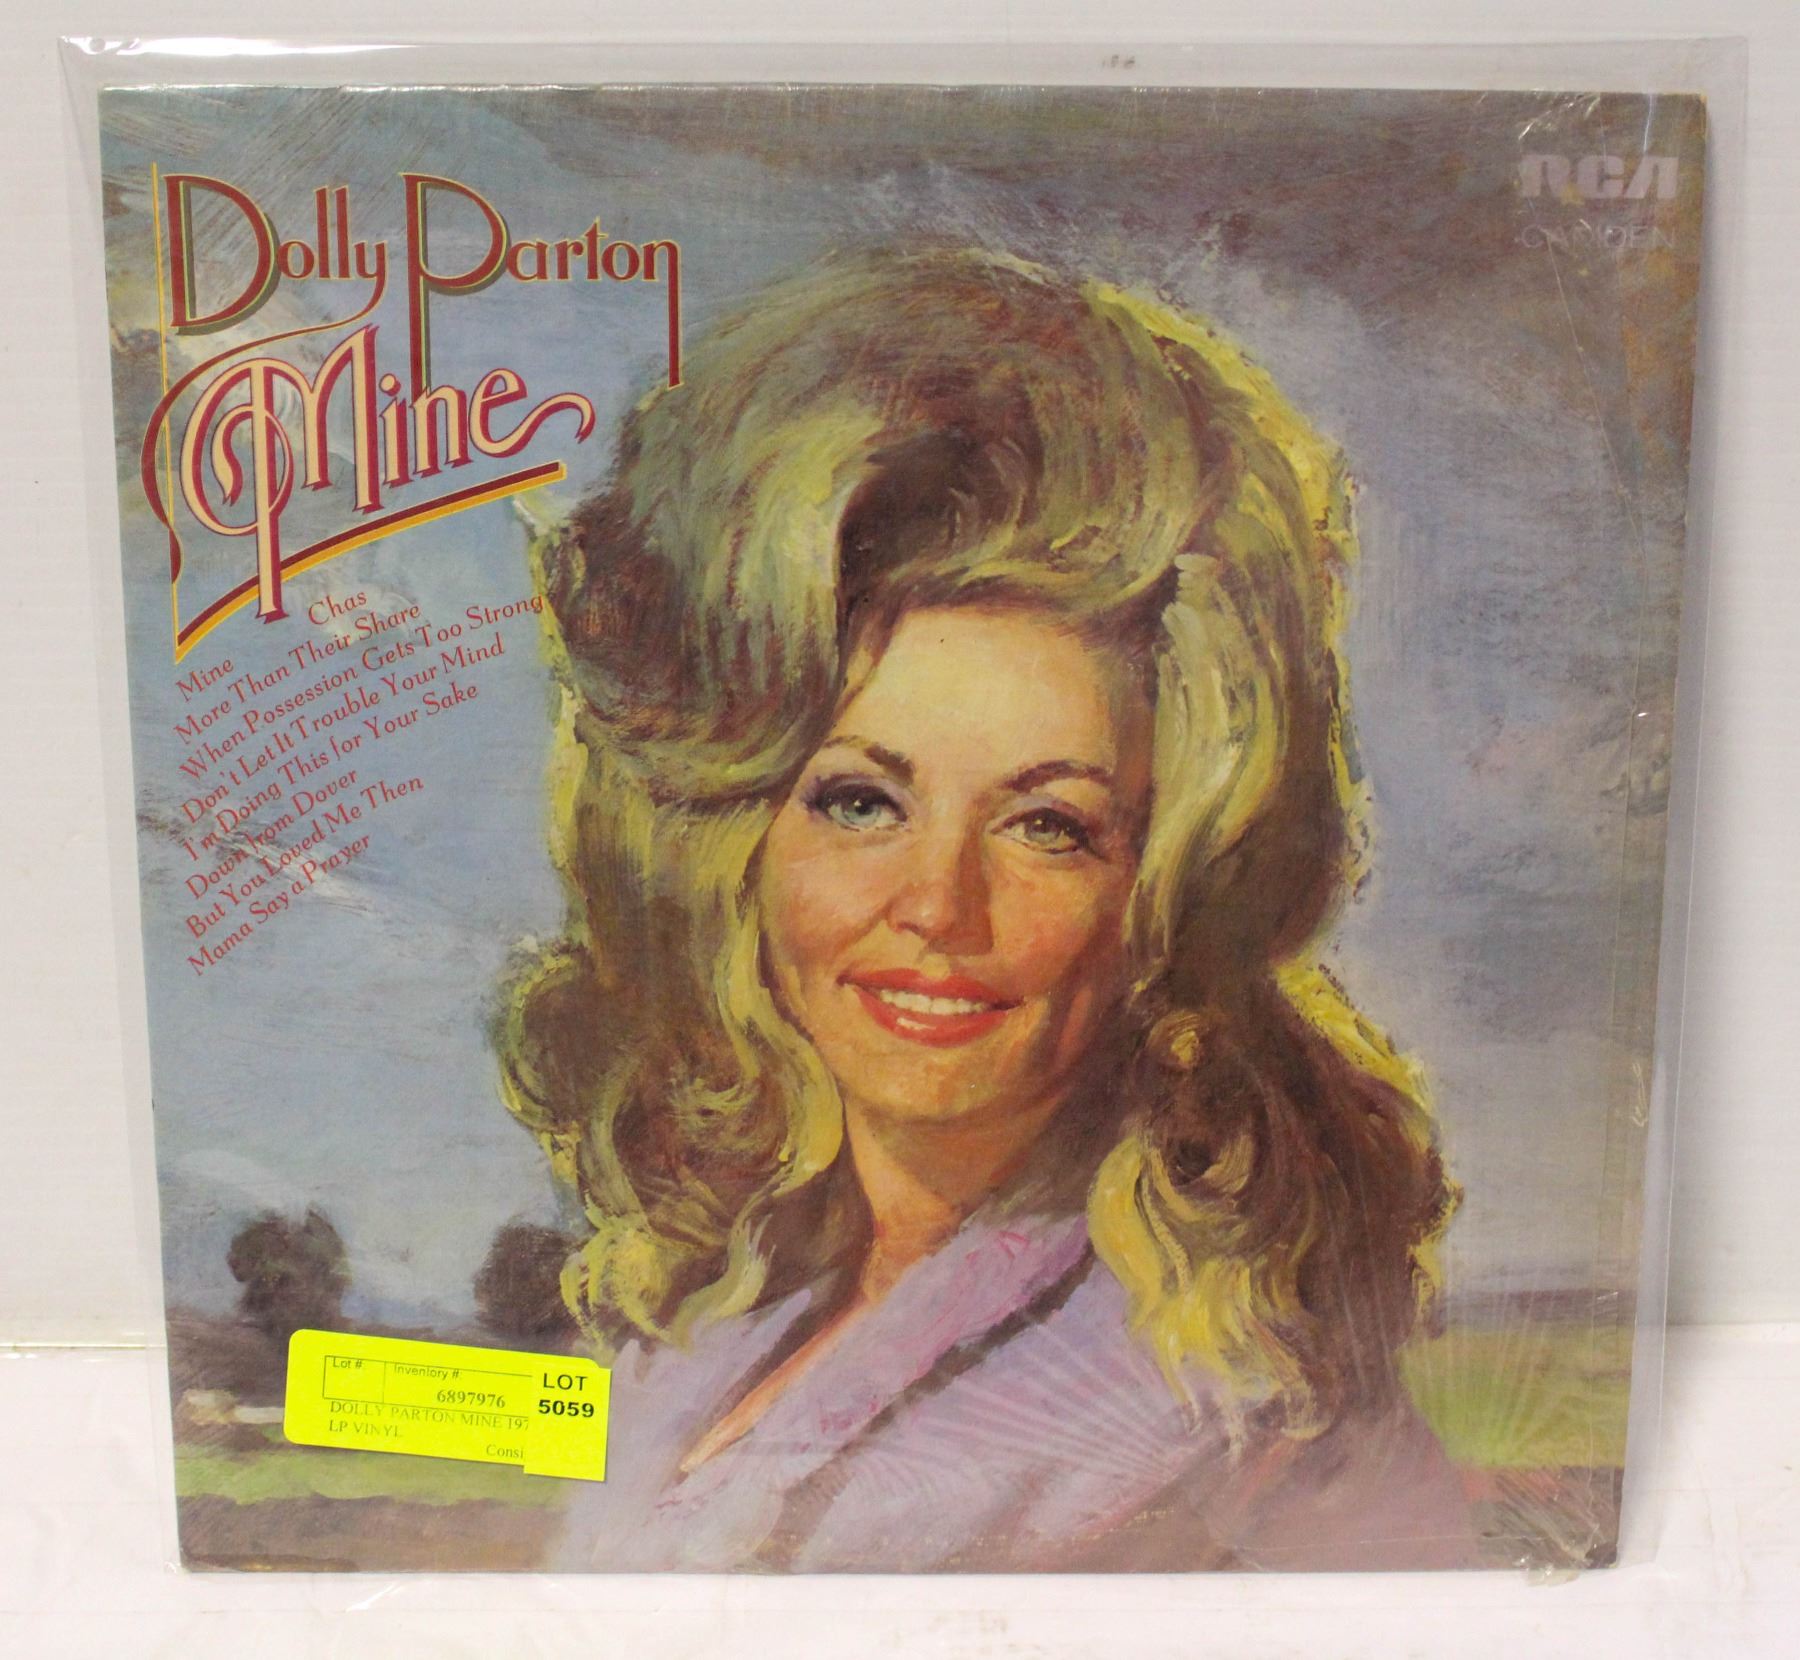 Dolly Parton
Mine
RCA
CAMDEN
Chas
Mine
More Than Their Share
When Possession Gets Too Strong
Don't Let It Trouble Your Mind
I'm Doing This for Your Sake
Down from Dover
But You Loved Me Then
Mama Say a Prayer
Lot #:
Inventory #:
6897976
LOT
5059
DOLLY PARTON MINE 197
LP VINYL
Consi